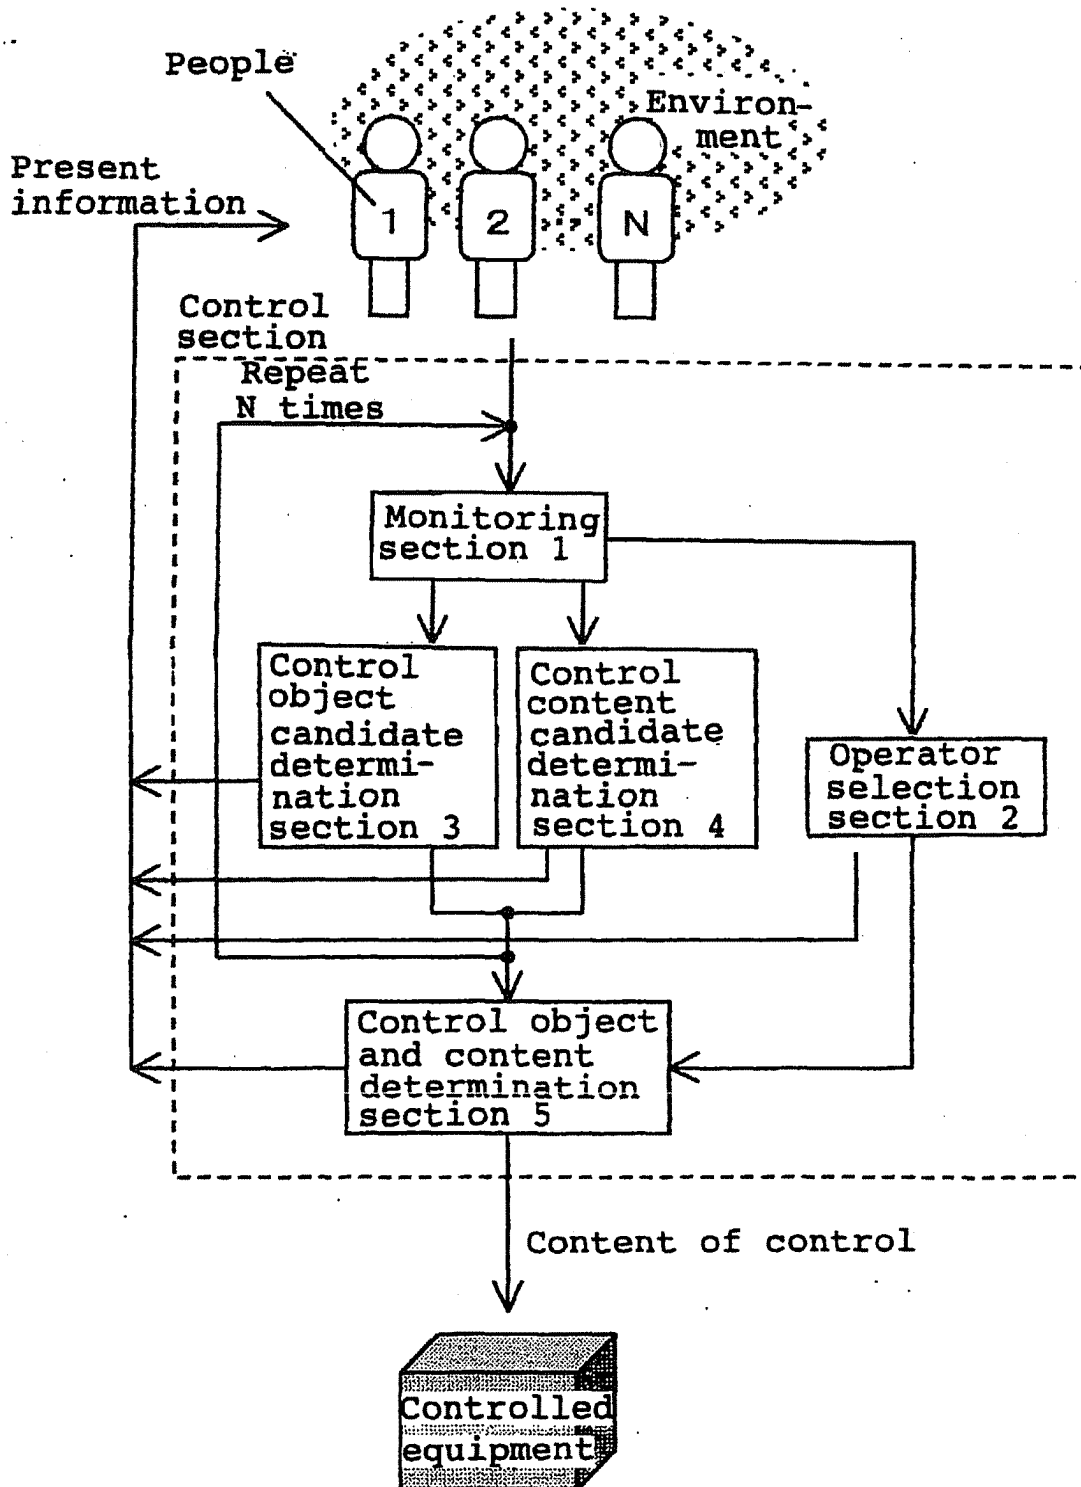 People
Environ-
ment
Present
information
1
2
N
Control
section
Repeat
N times
Monitoring
section 1
Control
object
candidate
determi-
nation
section 3
Control
content
candidate
determi-
nation
section 4
Operator
selection
section 2
Control object
and content
determination
section 5
Content of control
Controlled
equipment